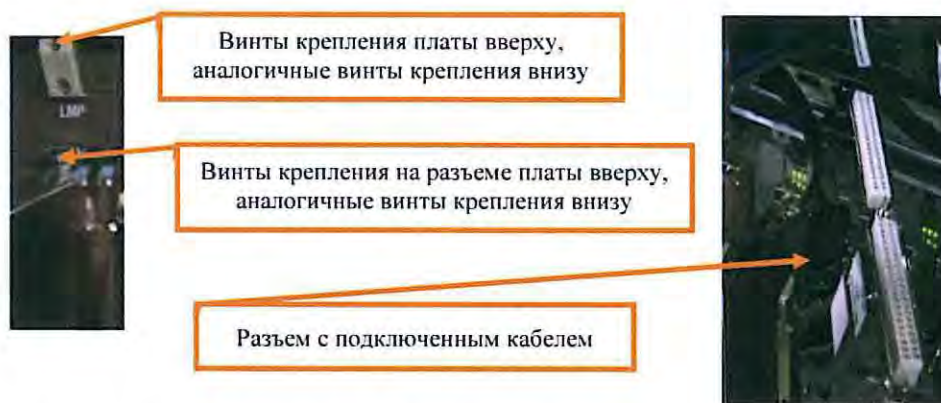 Винты крепления платы вверху,
аналогичные винты крепления внизу
LMP
Винты крепления на разъеме платы вверху,
аналогичные винты крепления внизу
Разъем с подключенным кабелем